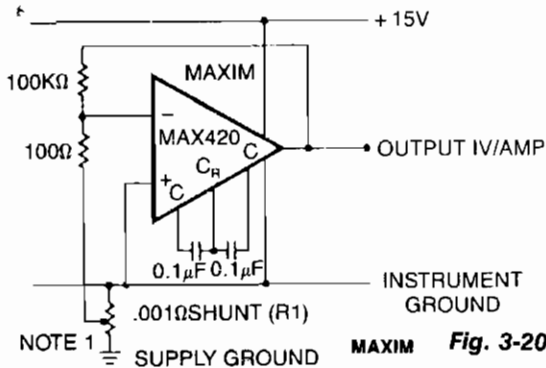 + 15V
MAXIM
100KΩ
−
MAX420
100Ω
OUTPUT IV/AMP
+
C
C_R
C
0.1µF 0.1µF
INSTRUMENT
GROUND
.001ΩSHUNT (R1)
NOTE 1
SUPPLY GROUND
MAXIM Fig. 3-20